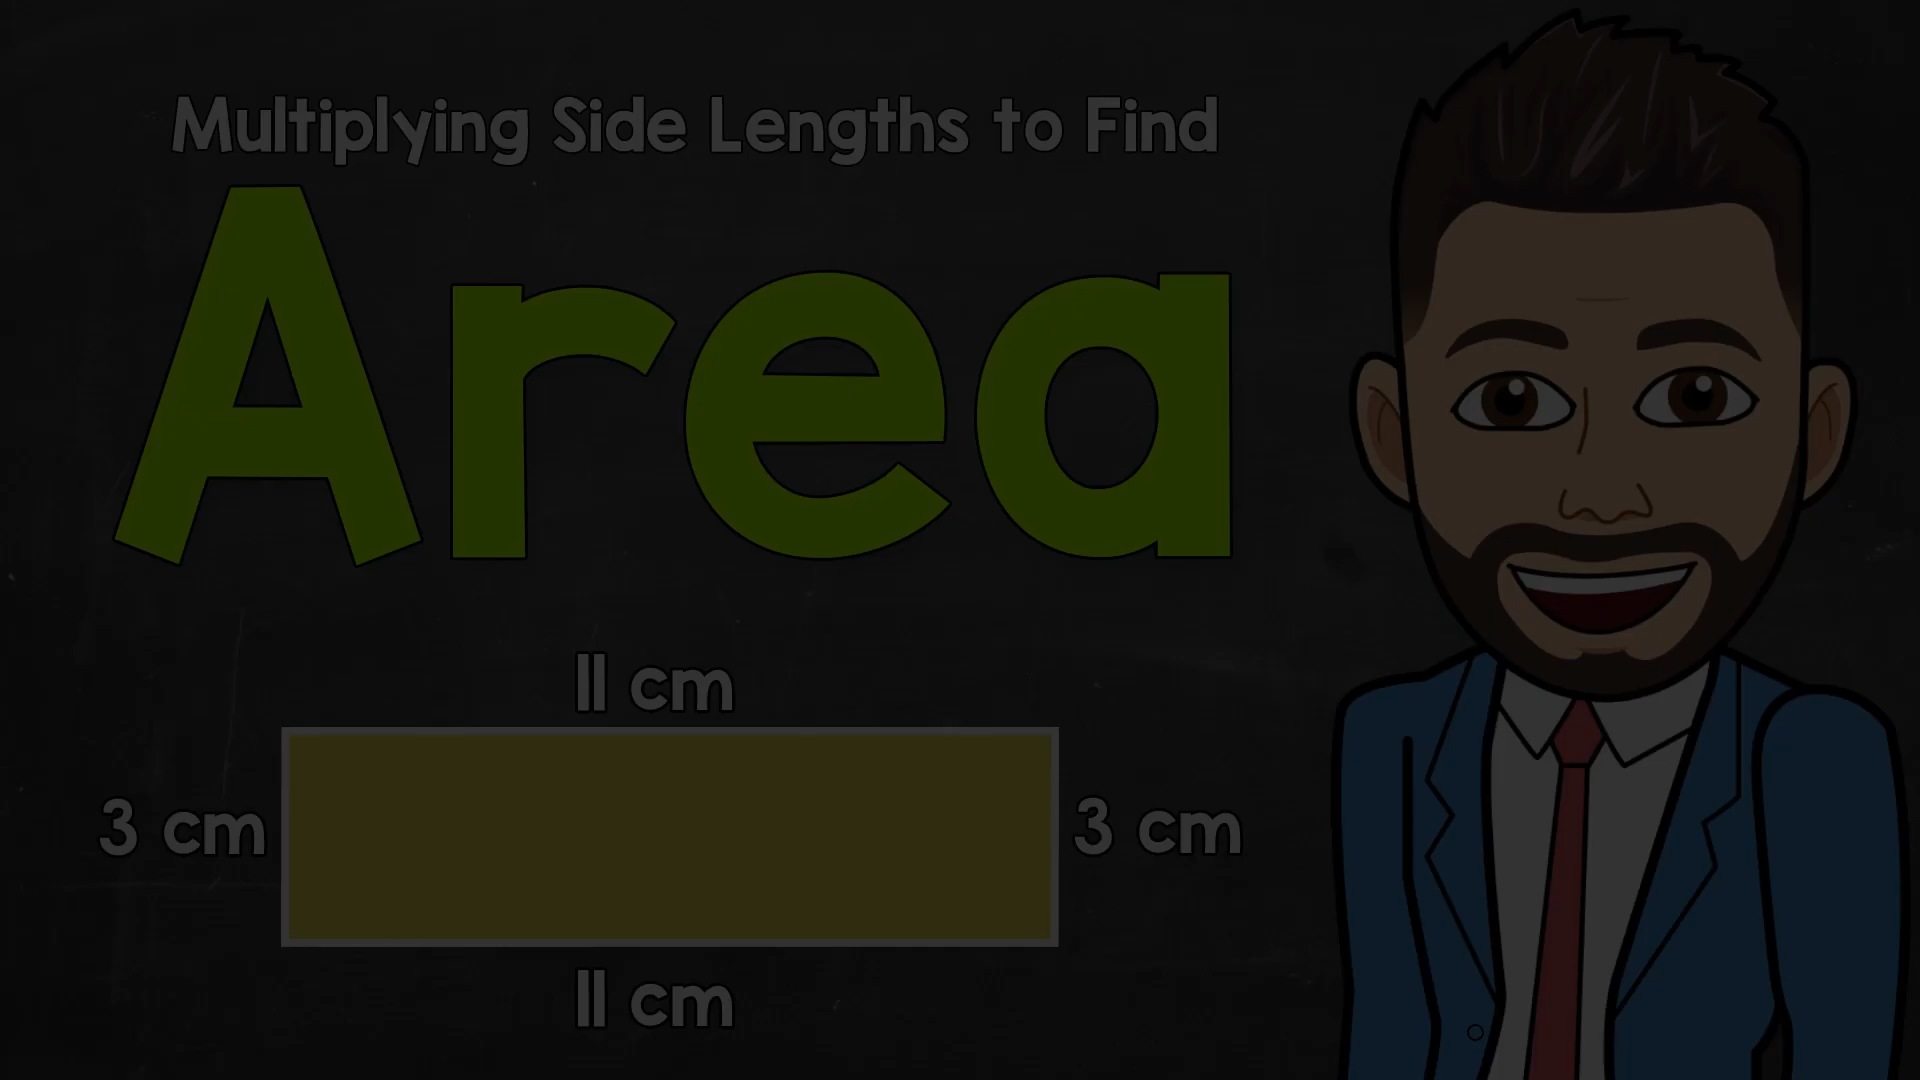 Multiplying Side Lengths to Find
Area
11 cm
3 cm
3 cm
11 cm